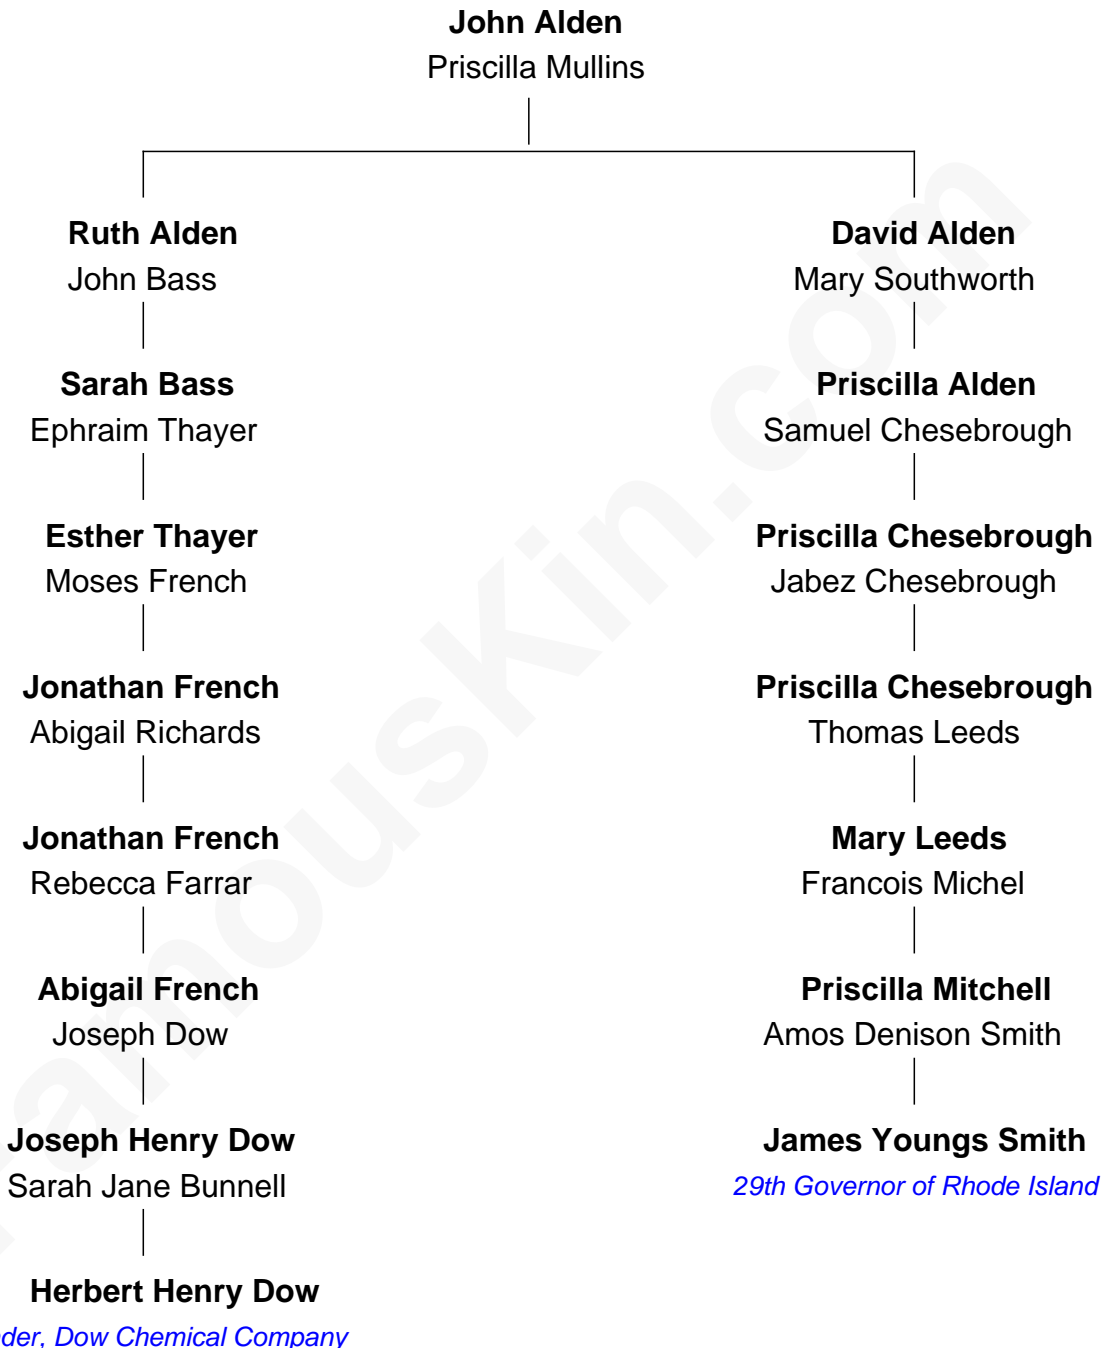 John Alden
Priscilla Mullins
Ruth Alden
John Bass
David Alden
Mary Southworth
Sarah Bass
Ephraim Thayer
Priscilla Alden
Samuel Chesebrough
Esther Thayer
Moses French
Priscilla Chesebrough
Jabez Chesebrough
Jonathan French
Abigail Richards
Priscilla Chesebrough
Thomas Leeds
Jonathan French
Rebecca Farrar
Mary Leeds
Francois Michel
Abigail French
Joseph Dow
Priscilla Mitchell
Amos Denison Smith
Joseph Henry Dow
Sarah Jane Bunnell
James Youngs Smith
29th Governor of Rhode Island
Herbert Henry Dow
nder, Dow Chemical Company
FamousKin.com